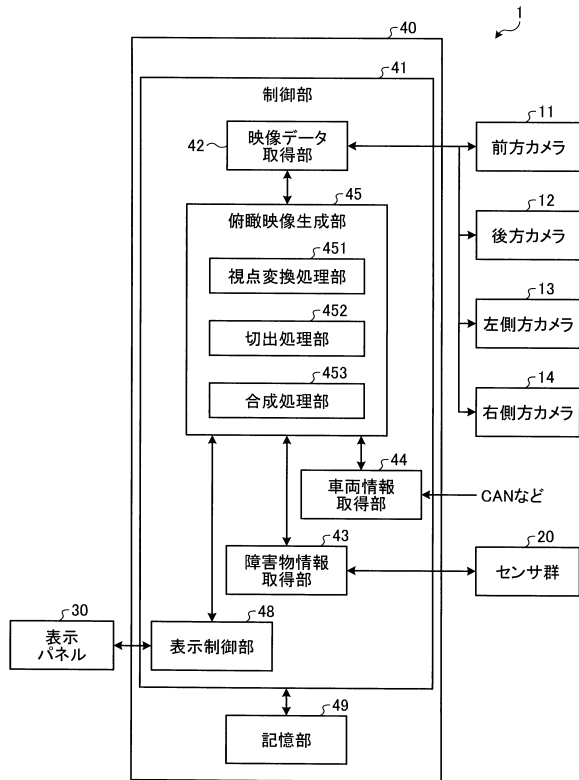 1
40
41
制御部
42
映像データ
取得部
11
前方カメラ
45
俯瞰映像生成部
12
後方カメラ
451
視点変換処理部
452
切出処理部
13
左側方カメラ
453
合成処理部
14
右側方カメラ
44
車両情報
取得部
CANなど
43
障害物情報
取得部
20
センサ群
30
表示
パネル
48
表示制御部
49
記憶部